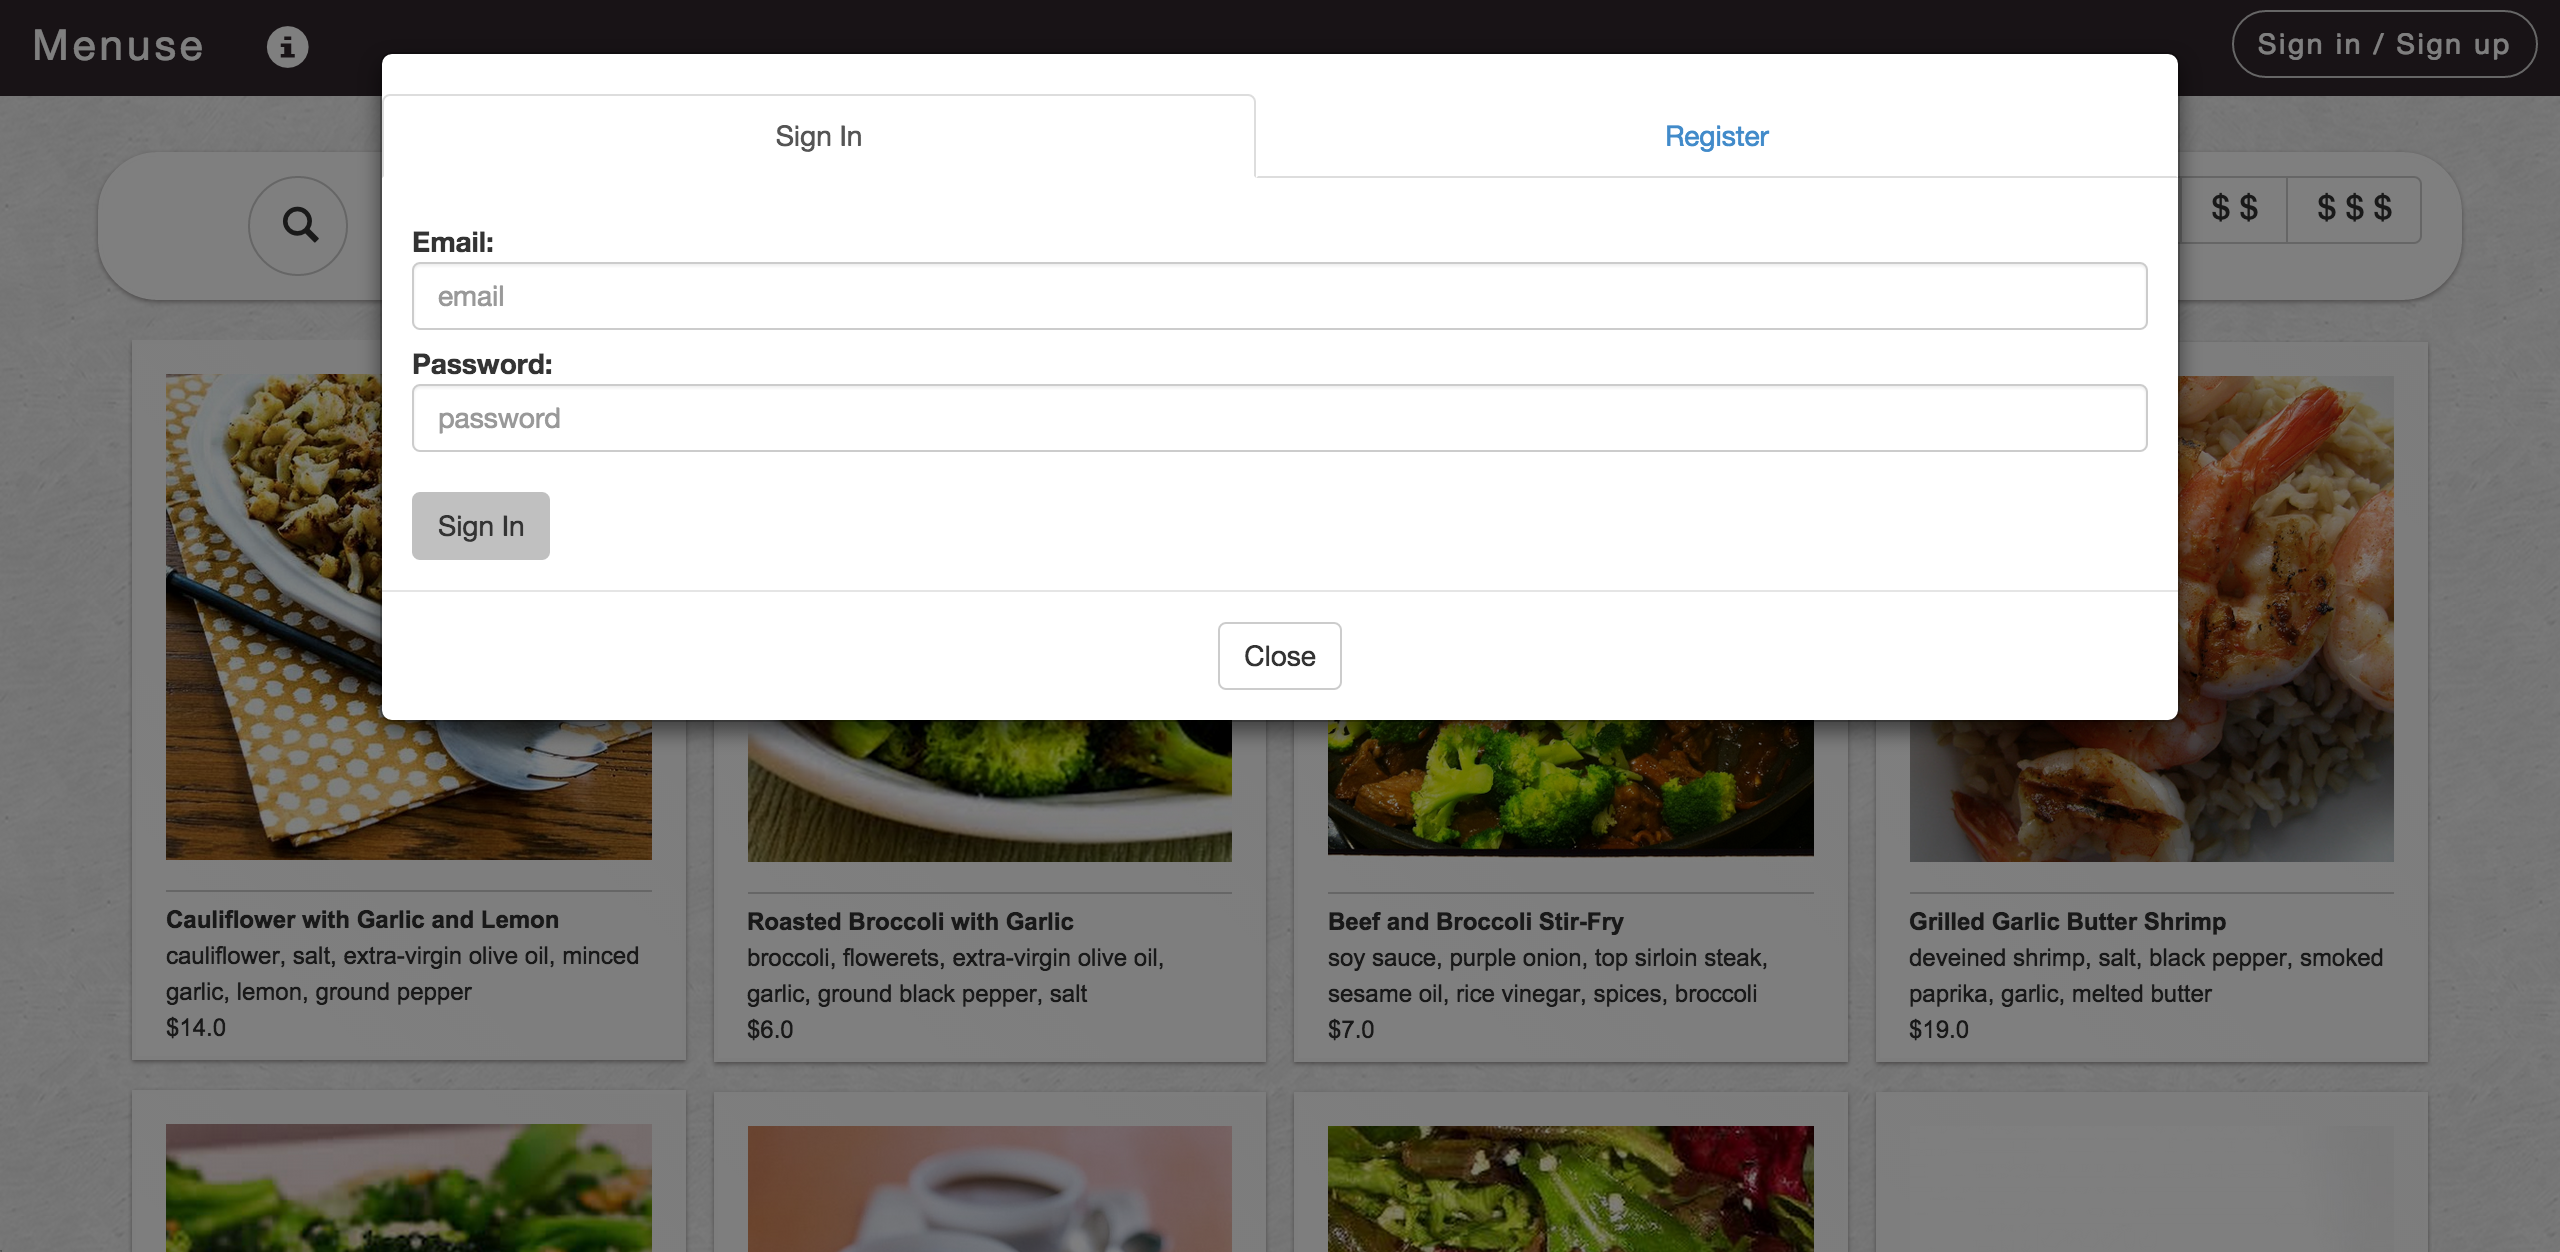 Menuse
Sign in / Sign up
Sign In
Register
$ $
$ $ $
Email:
email
Password:
password
Sign In
Close
Cauliflower with Garlic and Lemon
cauliflower, salt, extra-virgin olive oil, minced
garlic, lemon, ground pepper
$14.0
Roasted Broccoli with Garlic
broccoli, flowerets, extra-virgin olive oil,
garlic, ground black pepper, salt
$6.0
Beef and Broccoli Stir-Fry
soy sauce, purple onion, top sirloin steak,
sesame oil, rice vinegar, spices, broccoli
$7.0
Grilled Garlic Butter Shrimp
deveined shrimp, salt, black pepper, smoked
paprika, garlic, melted butter
$19.0